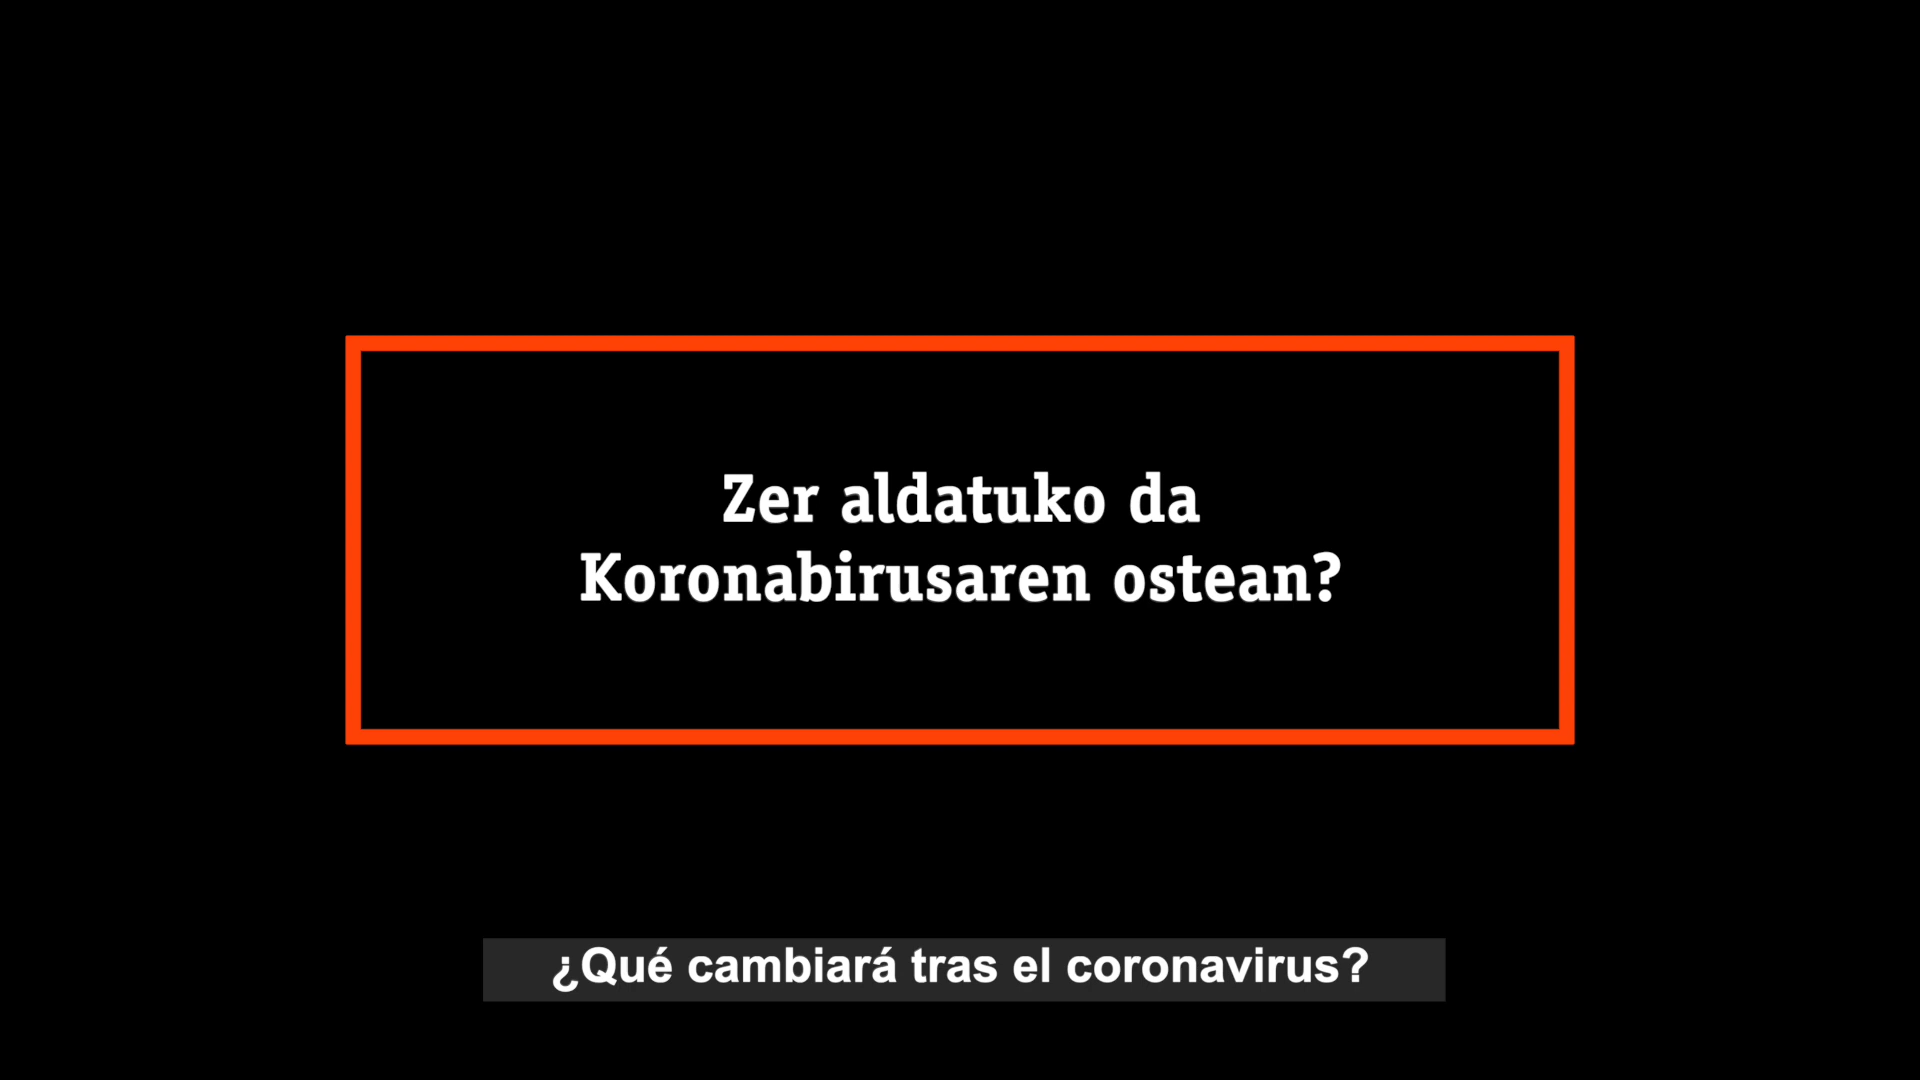 Zer aldatuko da
Koronabirusaren ostean?
¿Qué cambiará tras el coronavirus?